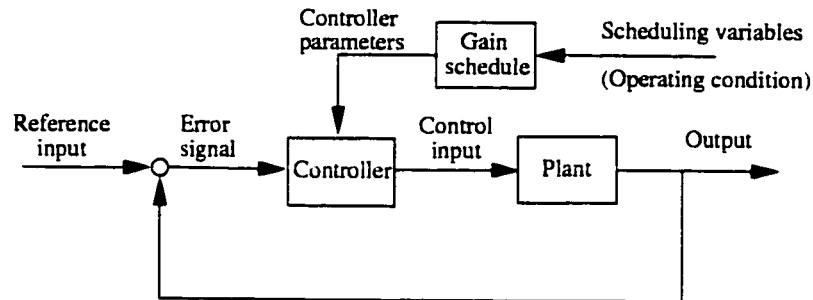 Controller
parameters
Gain
schedule
Scheduling variables
(Operating condition)
Reference
input
Error
signal
Controller
Control
input
Plant
Output